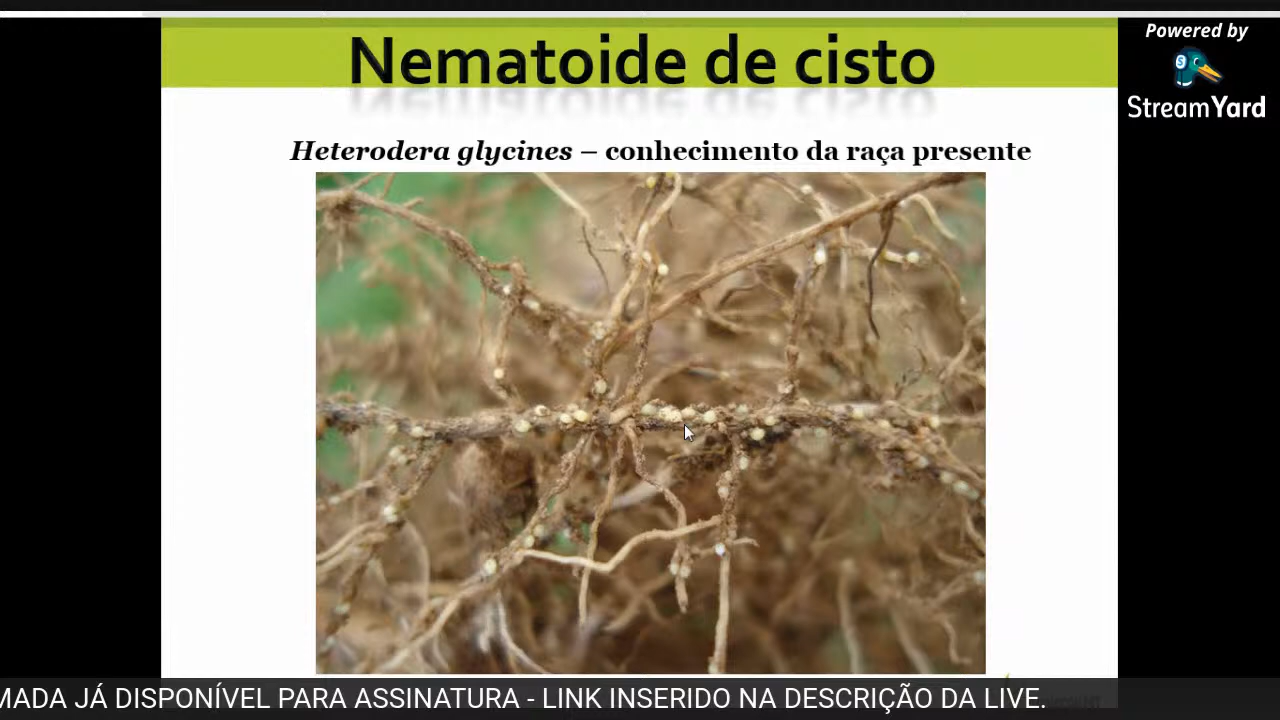 Nematoide de cisto
Powered by
StreamYard
Heterodera glycines – conhecimento da raça presente
MADA JÁ DISPONÍVEL PARA ASSINATURA - LINK INSERIDO NA DESCRIÇÃO DA LIVE.